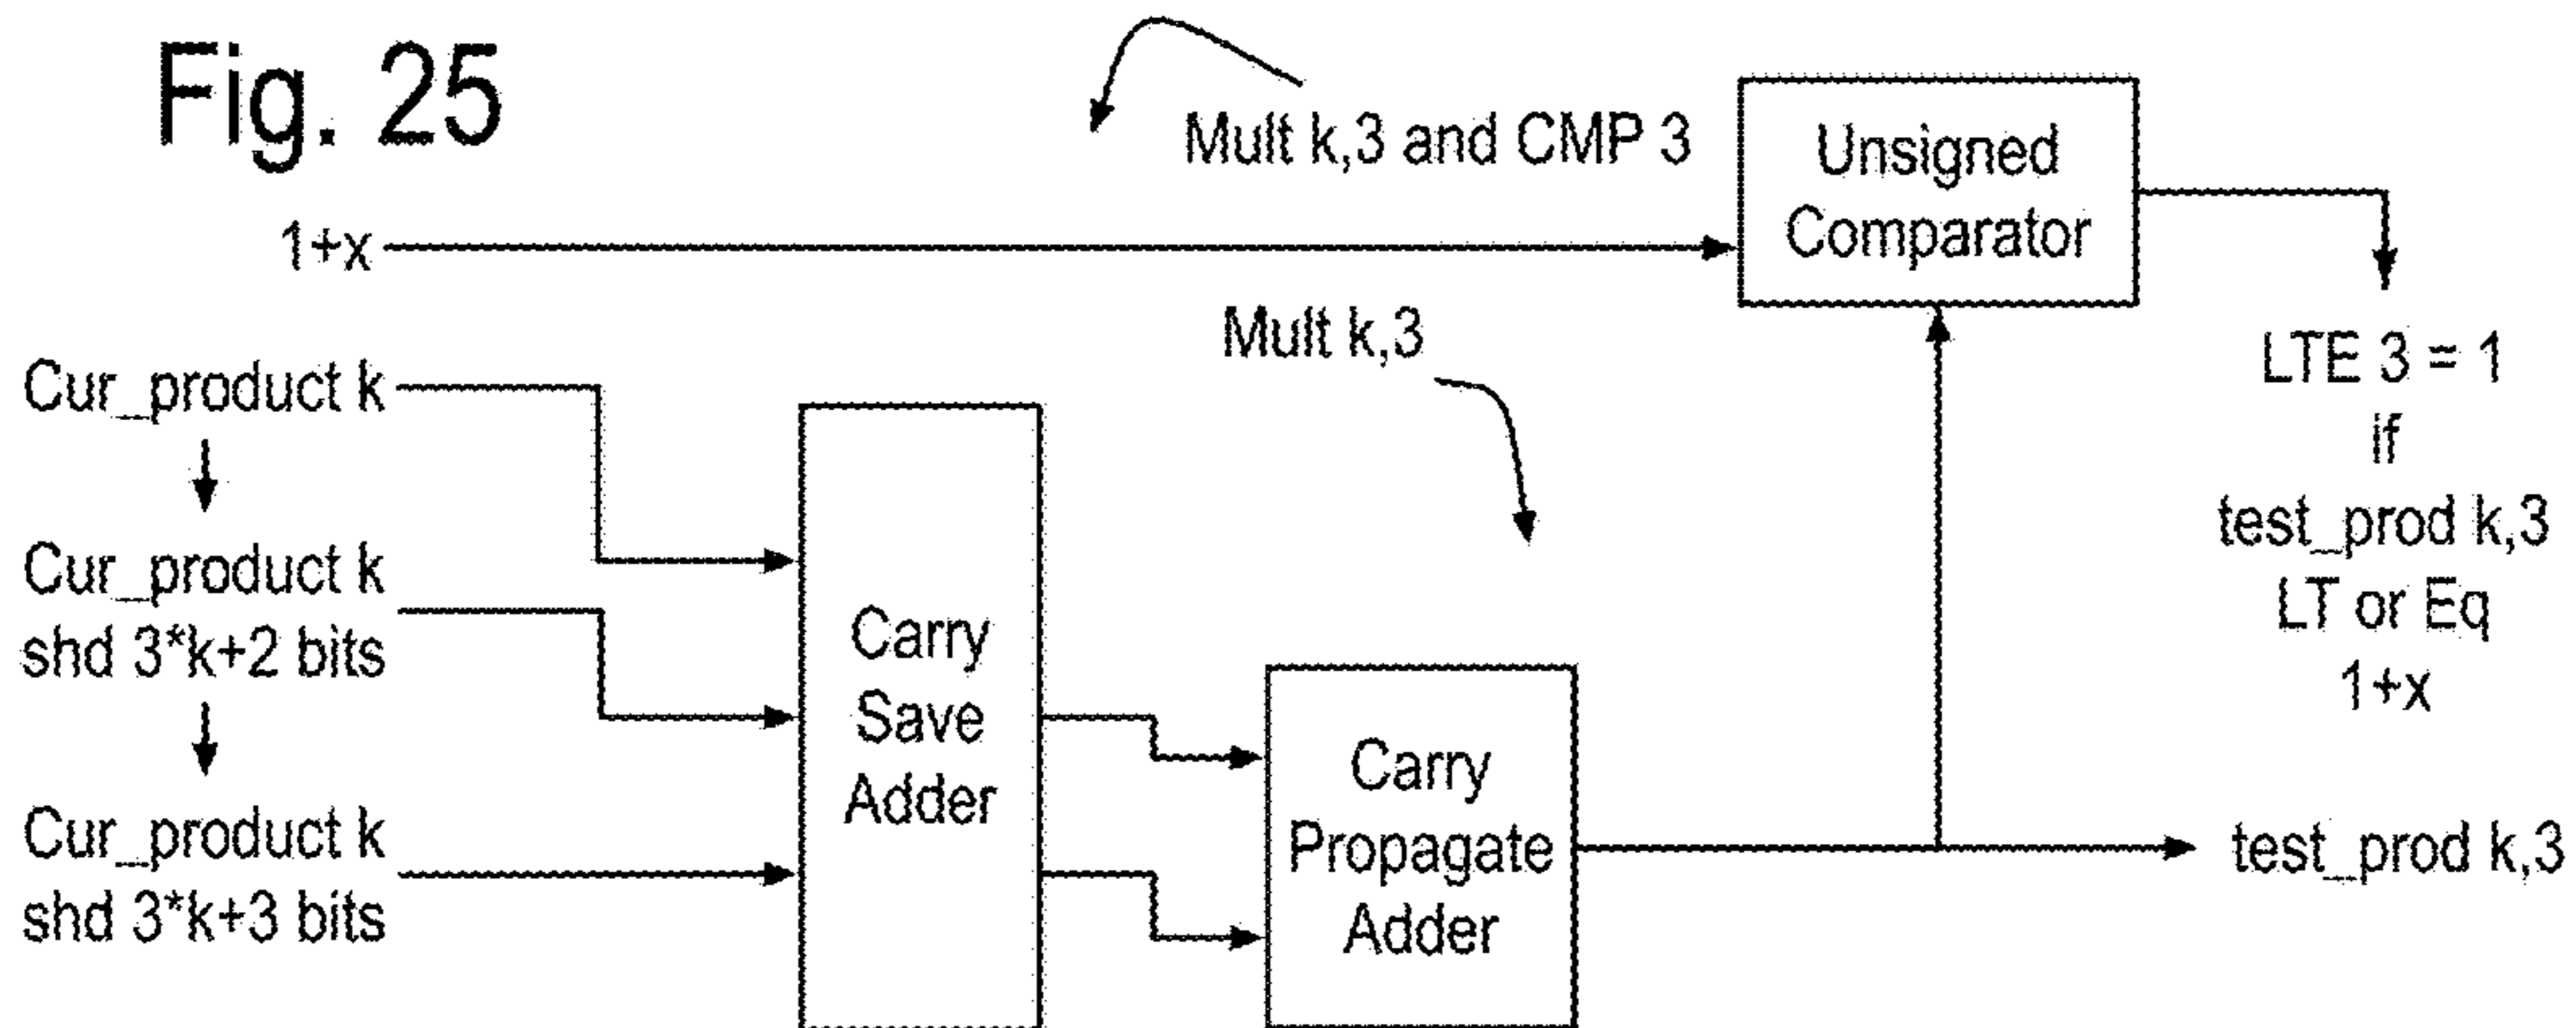 Fig. 25
Mult k,3 and CMP 3
Unsigned
Comparator
1+x
Mult k,3
LTE 3 = 1
if
test_prod k,3
LT or Eq
1+x
Cur_product k
Cur_product k
shd 3*k+2 bits
Cur_product k
shd 3*k+3 bits
Carry
Save
Adder
Carry
Propagate
Adder
test_prod k,3